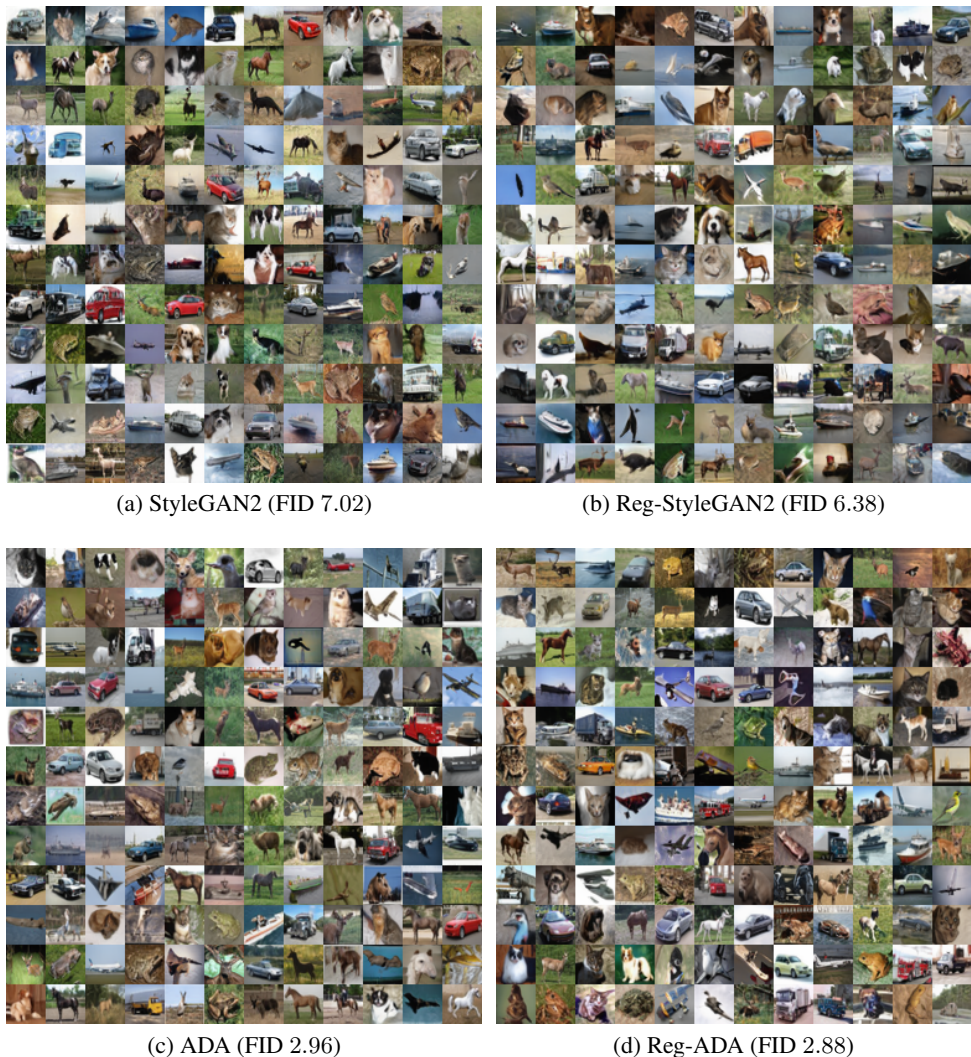 (a) StyleGAN2 (FID 7.02)
(b) Reg-StyleGAN2 (FID 6.38)
(c) ADA (FID 2.96)
(d) Reg-ADA (FID 2.88)